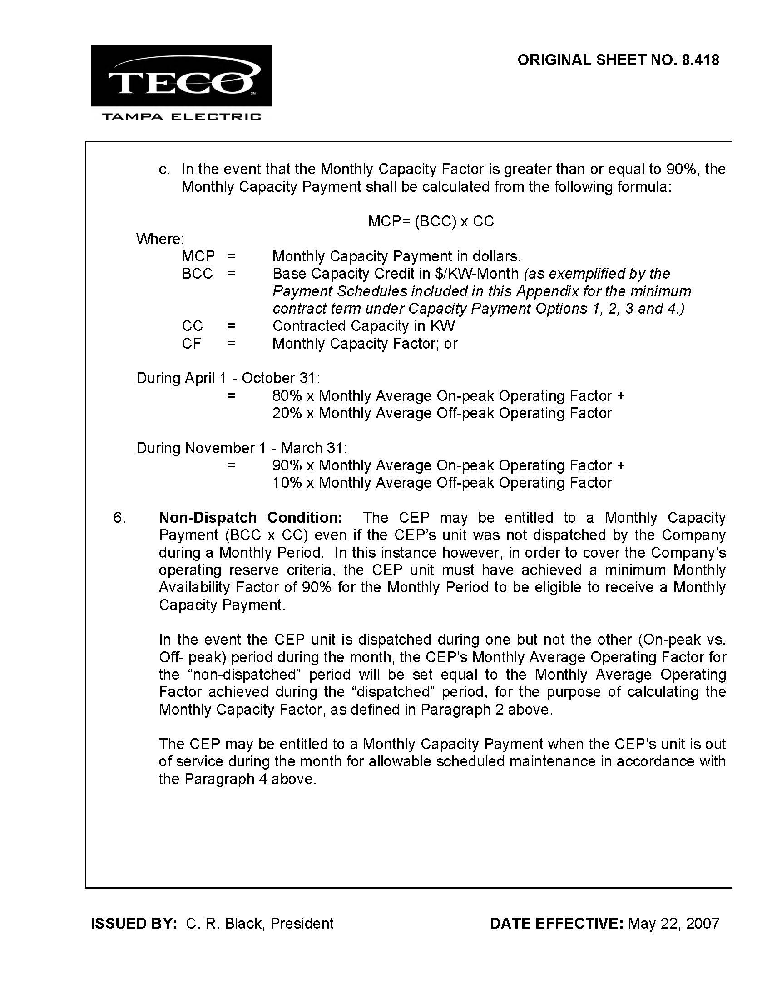 TECO
SM
TAMPA ELECTRIC
ORIGINAL SHEET NO. 8.418
c. In the event that the Monthly Capacity Factor is greater than or equal to 90%, the
Monthly Capacity Payment shall be calculated from the following formula:
MCP= (BCC) x CC
Where:
MCP = Monthly Capacity Payment in dollars.
BCC = Base Capacity Credit in $/KW-Month (as exemplified by the
Payment Schedules included in this Appendix for the minimum
contract term under Capacity Payment Options 1, 2, 3 and 4.)
CC = Contracted Capacity in KW
CF = Monthly Capacity Factor; or
During April 1 - October 31:
= 80% x Monthly Average On-peak Operating Factor +
20% x Monthly Average Off-peak Operating Factor
During November 1 - March 31:
= 90% x Monthly Average On-peak Operating Factor +
10% x Monthly Average Off-peak Operating Factor
6. Non-Dispatch Condition: The CEP may be entitled to a Monthly Capacity
Payment (BCC x CC) even if the CEP’s unit was not dispatched by the Company
during a Monthly Period. In this instance however, in order to cover the Company’s
operating reserve criteria, the CEP unit must have achieved a minimum Monthly
Availability Factor of 90% for the Monthly Period to be eligible to receive a Monthly
Capacity Payment.
In the event the CEP unit is dispatched during one but not the other (On-peak vs.
Off- peak) period during the month, the CEP’s Monthly Average Operating Factor for
the “non-dispatched” period will be set equal to the Monthly Average Operating
Factor achieved during the “dispatched” period, for the purpose of calculating the
Monthly Capacity Factor, as defined in Paragraph 2 above.
The CEP may be entitled to a Monthly Capacity Payment when the CEP’s unit is out
of service during the month for allowable scheduled maintenance in accordance with
the Paragraph 4 above.
ISSUED BY: C. R. Black, President
DATE EFFECTIVE: May 22, 2007